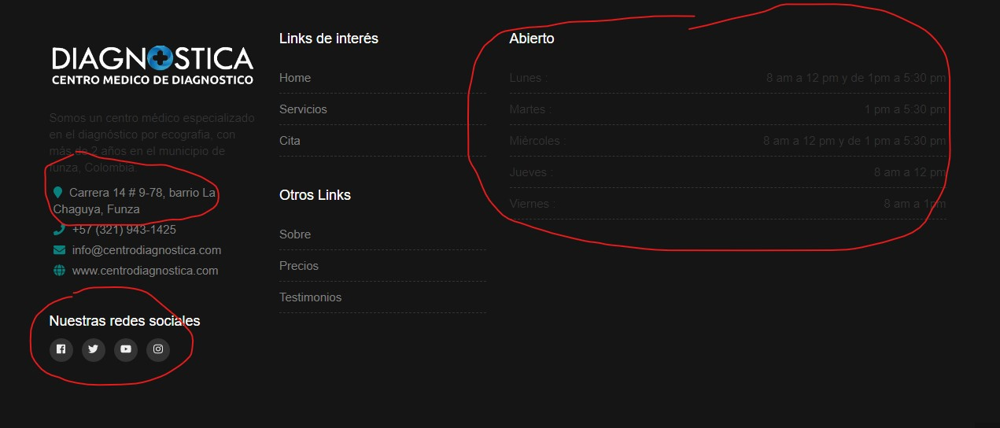 DIAGNOSTICA
CENTRO MEDICO DE DIAGNOSTICO
Somos un centro médico especializado
en el diagnóstico por ecografía, con
más de 2 años en el municipio de
funza, Colombia
Carrera 14 # 9-78, barrio La
Chaguya, Funza
+57 (321) 943-1425
info@centrodiagnostica.com
www.centrodiagnostica.com
Nuestras redes sociales
Links de interés
Home
Servicios
Cita
Otros Links
Sobre
Precios
Testimonios
Abierto
Lunes : 8 am a 12 pm y de 1pm a 5:30 pm
Martes : 1 pm a 5:30 pm
Miércoles : 8 am a 12 pm y de 1 pm a 5:30 pm
Jueves : 8 am a 12 pm
Viernes : 8 am a 1pm